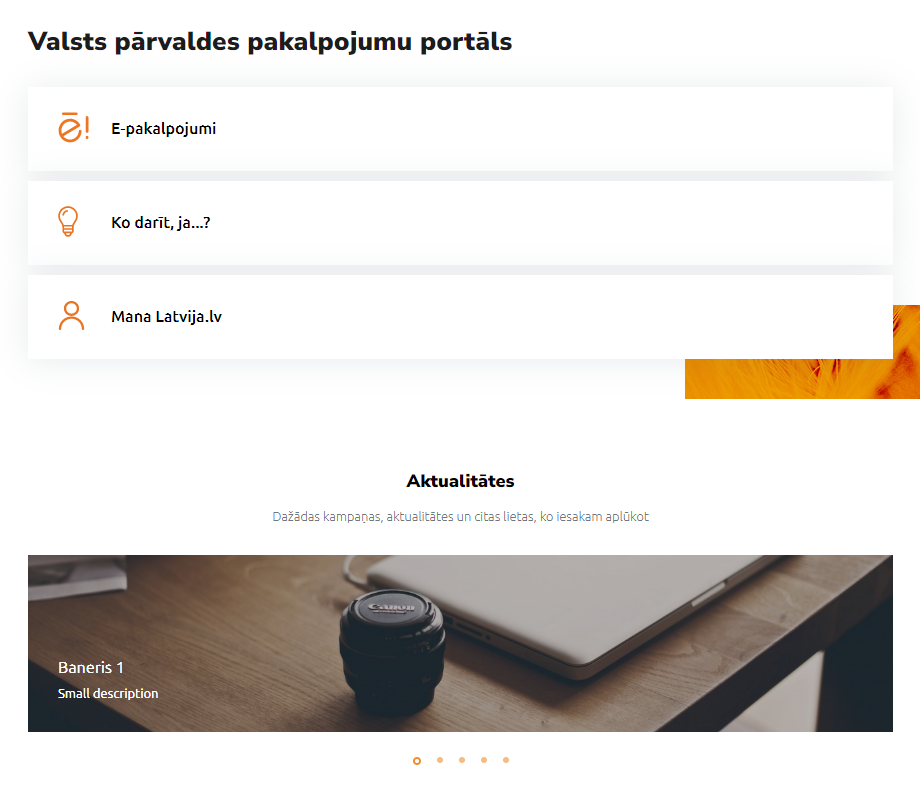 Valsts pārvaldes pakalpojumu portāls
ē!
E-pakalpojumi
Ko darīt, ja...?
Mana Latvija.lv
Aktualitātes
Dažādas kampaņas, aktualitātes un citas lietas, ko iesakam aplūkot
Canon
Baneris 1
Small description